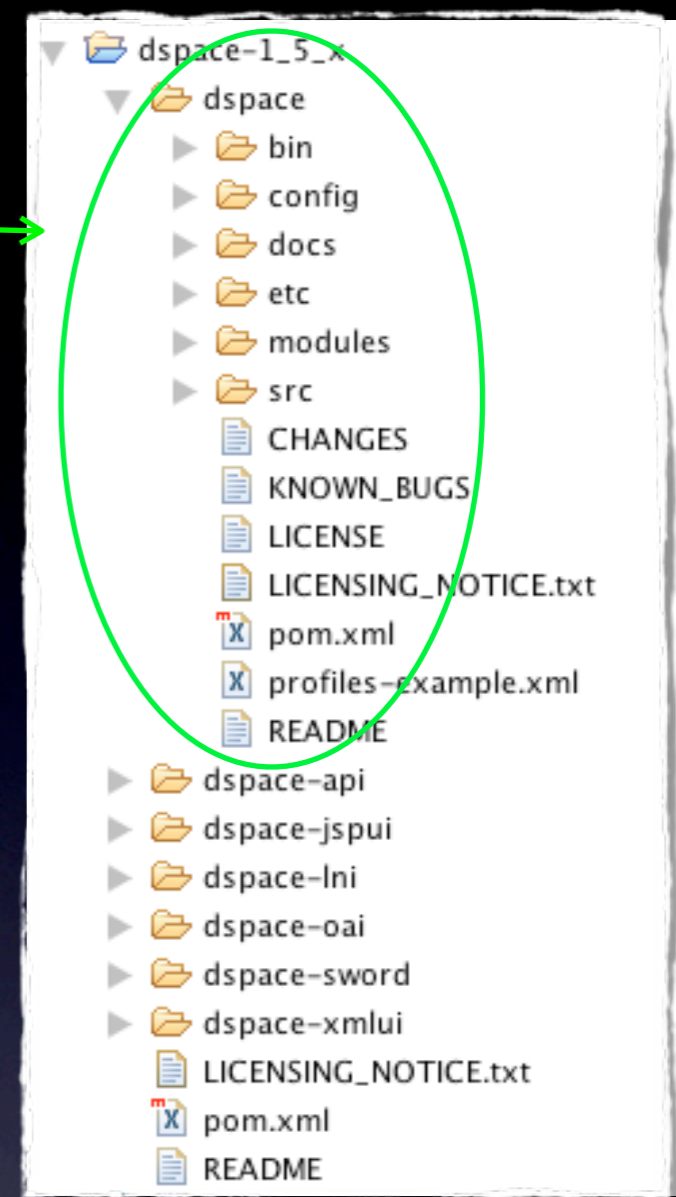 dspace-1_5_x
dspace
bin
config
docs
etc
modules
src
CHANGES
KNOWN_BUGS
LICENSE
LICENSING_NOTICE.txt
pom.xml
profiles-example.xml
README
dspace-api
dspace-jspui
dspace-lni
dspace-oai
dspace-sword
dspace-xmlui
LICENSING_NOTICE.txt
pom.xml
README